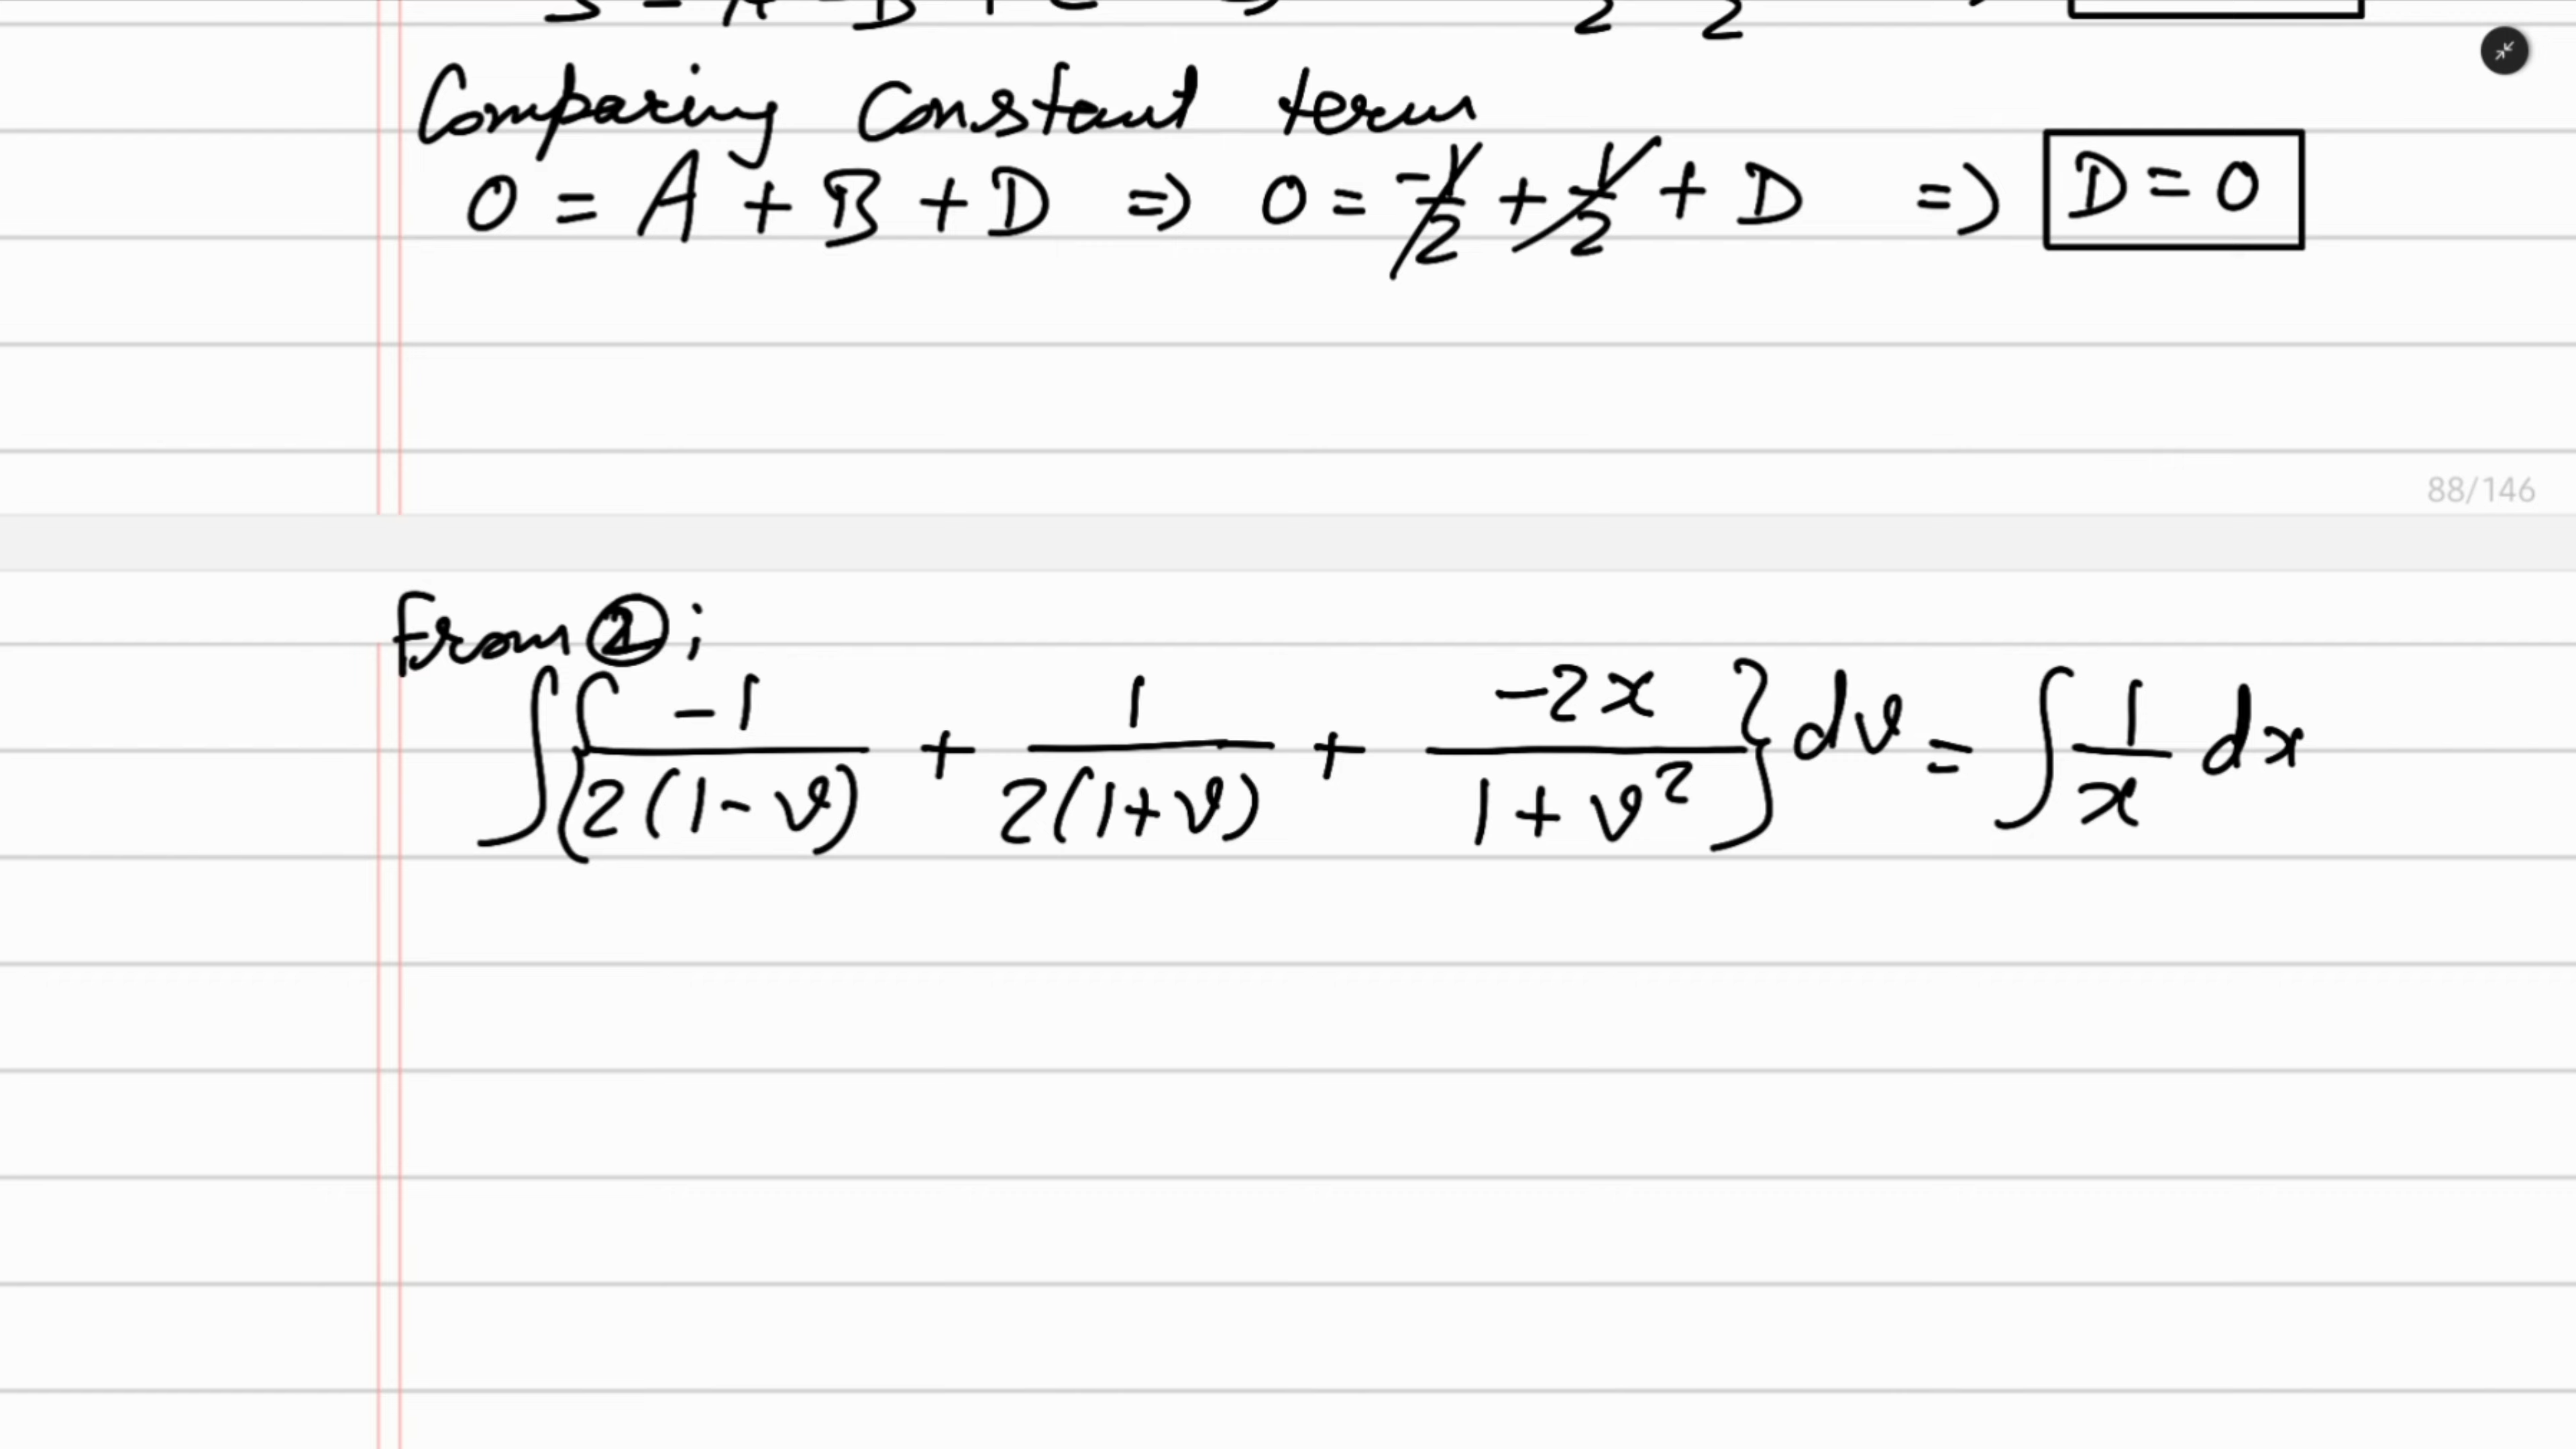 Comparing Constant term
0 = A + B + D => 0 = -1/2 + 1/2 + D => D = 0
88/146
From ②;
∫{-1/2(1-v) + 1/2(1+v) + -2x/1+v²}dv = ∫1/x dx